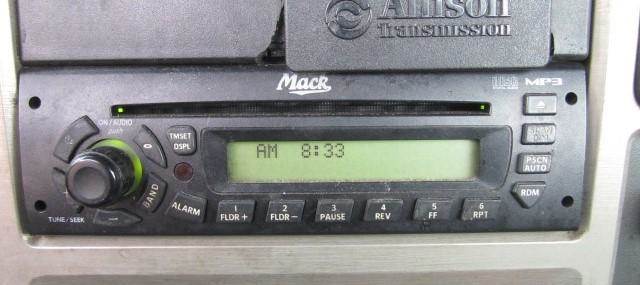 Allison
Transmission
Mack
disc
MP3
ON/AUDIO
push
TMSET
DSPL
AM 8:33
PSCN
AUTO
BAND
RDM
TUNE/SEEK
ALARM
1
FLDR+
2
FLDR–
3
PAUSE
4
REV
5
FF
6
RPT